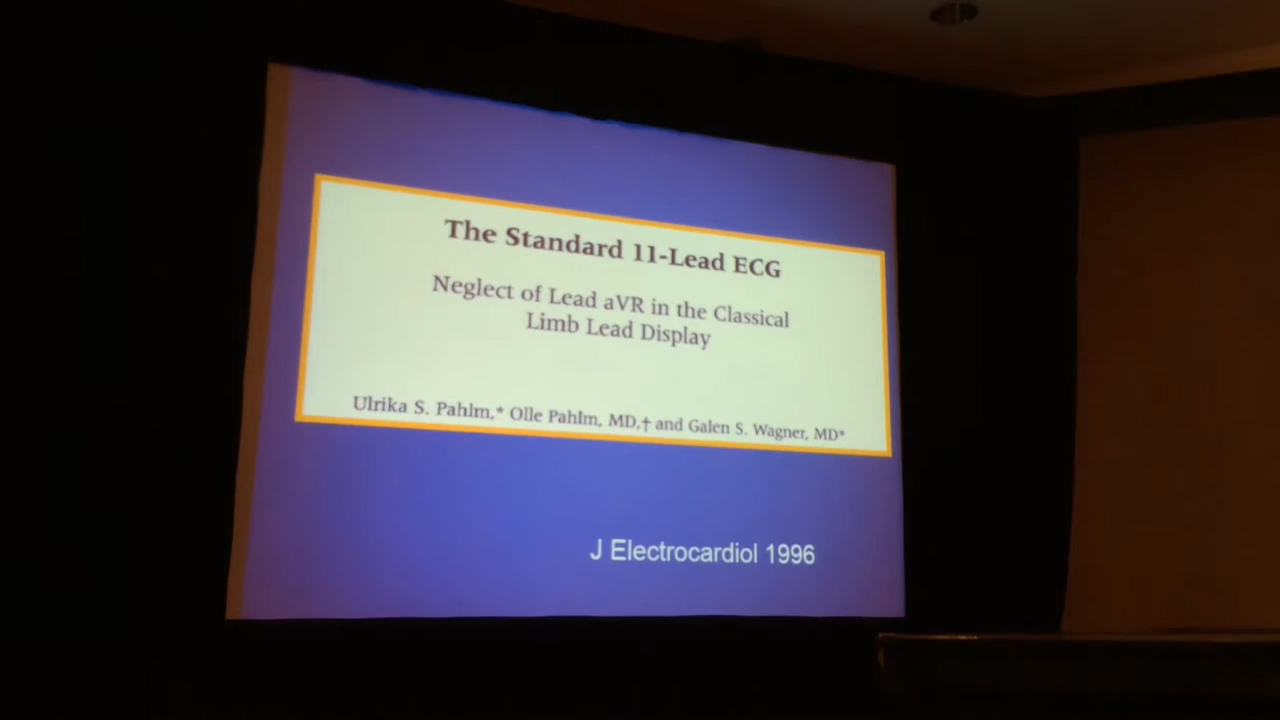 The Standard 11-Lead ECG
Neglect of Lead aVR in the Classical
Limb Lead Display
Ulrika S. Pahlm,* Olle Pahlm, MD,† and Galen S. Wagner, MD*
J Electrocardiol 1996